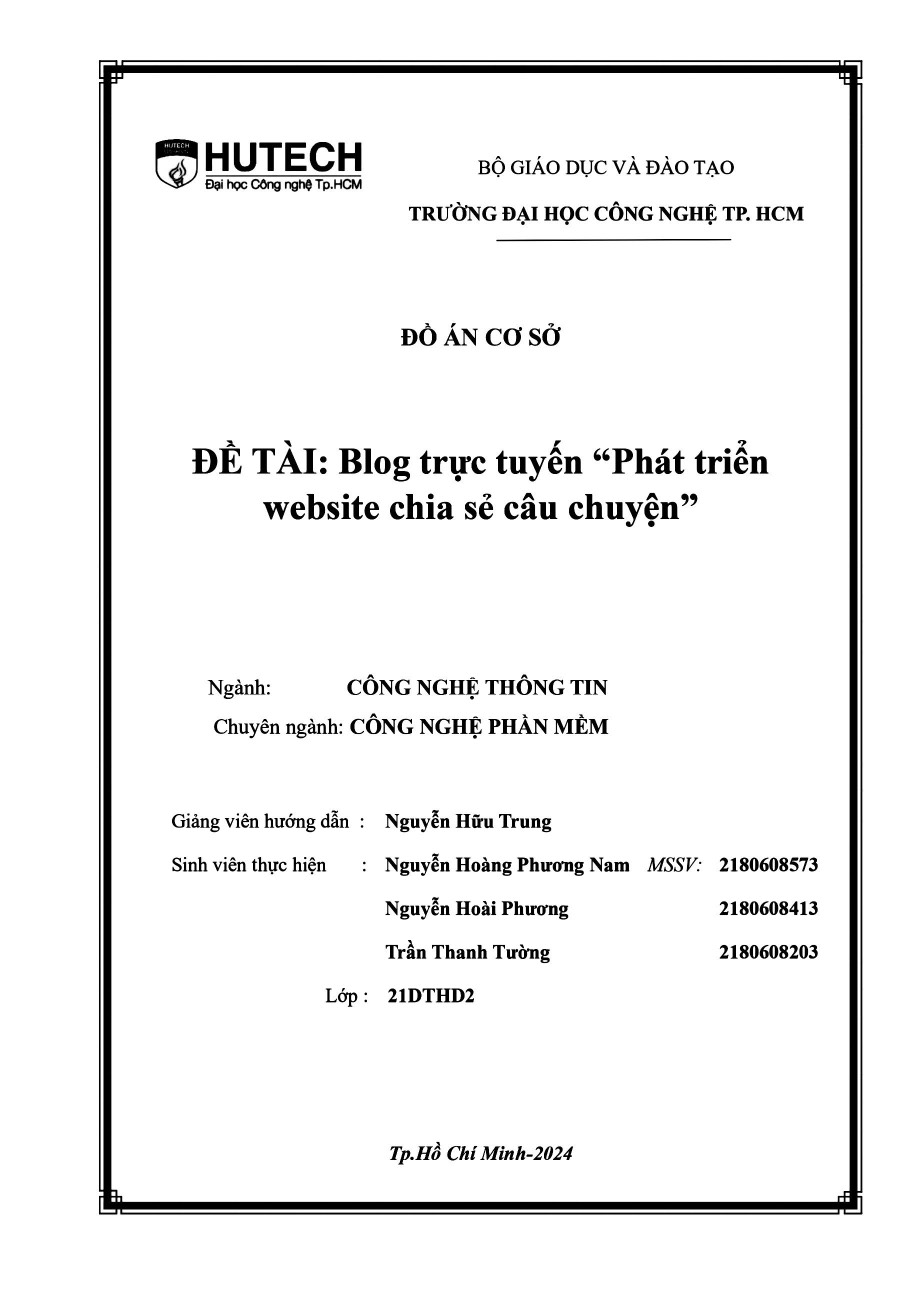 HUTECH
HUTECH
Đại học Công nghệ Tp.HCM
BỘ GIÁO DỤC VÀ ĐÀO TẠO
TRƯỜNG ĐẠI HỌC CÔNG NGHỆ TP. HCM
ĐỒ ÁN CƠ SỞ
ĐỀ TÀI: Blog trực tuyến “Phát triển
website chia sẻ câu chuyện”
Ngành: CÔNG NGHỆ THÔNG TIN
Chuyên ngành: CÔNG NGHỆ PHẦN MỀM
Giảng viên hướng dẫn : Nguyễn Hữu Trung
Sinh viên thực hiện : Nguyễn Hoàng Phương Nam MSSV: 2180608573
Nguyễn Hoài Phương 2180608413
Trần Thanh Tường 2180608203
Lớp : 21DTHD2
Tp.Hồ Chí Minh-2024